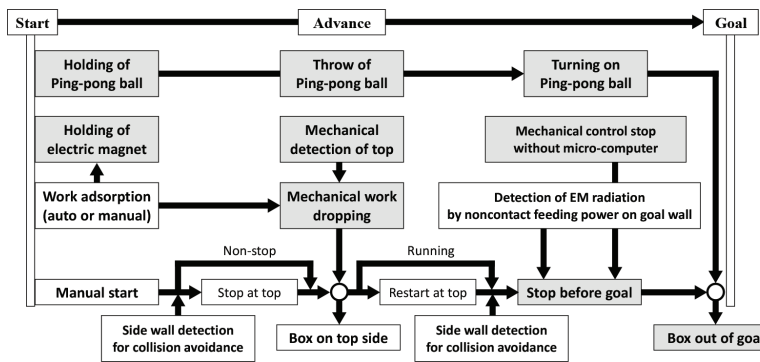 Start
Advance
Goal
Holding of
Ping-pong ball
Throw of
Ping-pong ball
Turning on
Ping-pong ball
Holding of
electric magnet
Mechanical
detection of top
Mechanical control stop
without micro-computer
Work adsorption
(auto or manual)
Mechanical work
dropping
Detection of EM radiation
by noncontact feeding power on goal wall
Non-stop
Running
Manual start
Stop at top
Restart at top
Stop before goal
Side wall detection
for collision avoidance
Box on top side
Side wall detection
for collision avoidance
Box out of goa